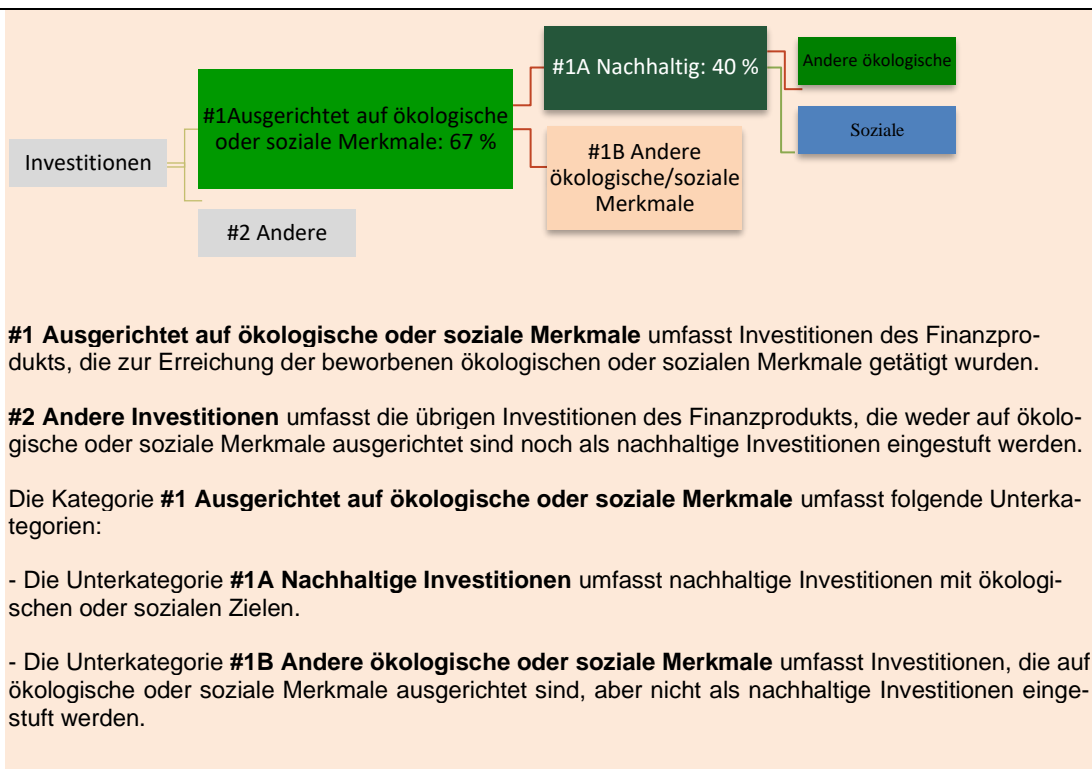 Investitionen
#1Ausgerichtet auf ökologische
oder soziale Merkmale: 67 %
#2 Andere
#1A Nachhaltig: 40 %
#1B Andere
ökologische/soziale
Merkmale
Andere ökologische
Soziale
#1 Ausgerichtet auf ökologische oder soziale Merkmale umfasst Investitionen des Finanzpro-
dukts, die zur Erreichung der beworbenen ökologischen oder sozialen Merkmale getätigt wurden.
#2 Andere Investitionen umfasst die übrigen Investitionen des Finanzprodukts, die weder auf ökolo-
gische oder soziale Merkmale ausgerichtet sind noch als nachhaltige Investitionen eingestuft werden.
Die Kategorie #1 Ausgerichtet auf ökologische oder soziale Merkmale umfasst folgende Unterka-
tegorien:
- Die Unterkategorie #1A Nachhaltige Investitionen umfasst nachhaltige Investitionen mit ökologi-
schen oder sozialen Zielen.
- Die Unterkategorie #1B Andere ökologische oder soziale Merkmale umfasst Investitionen, die auf
ökologische oder soziale Merkmale ausgerichtet sind, aber nicht als nachhaltige Investitionen einge-
stuft werden.